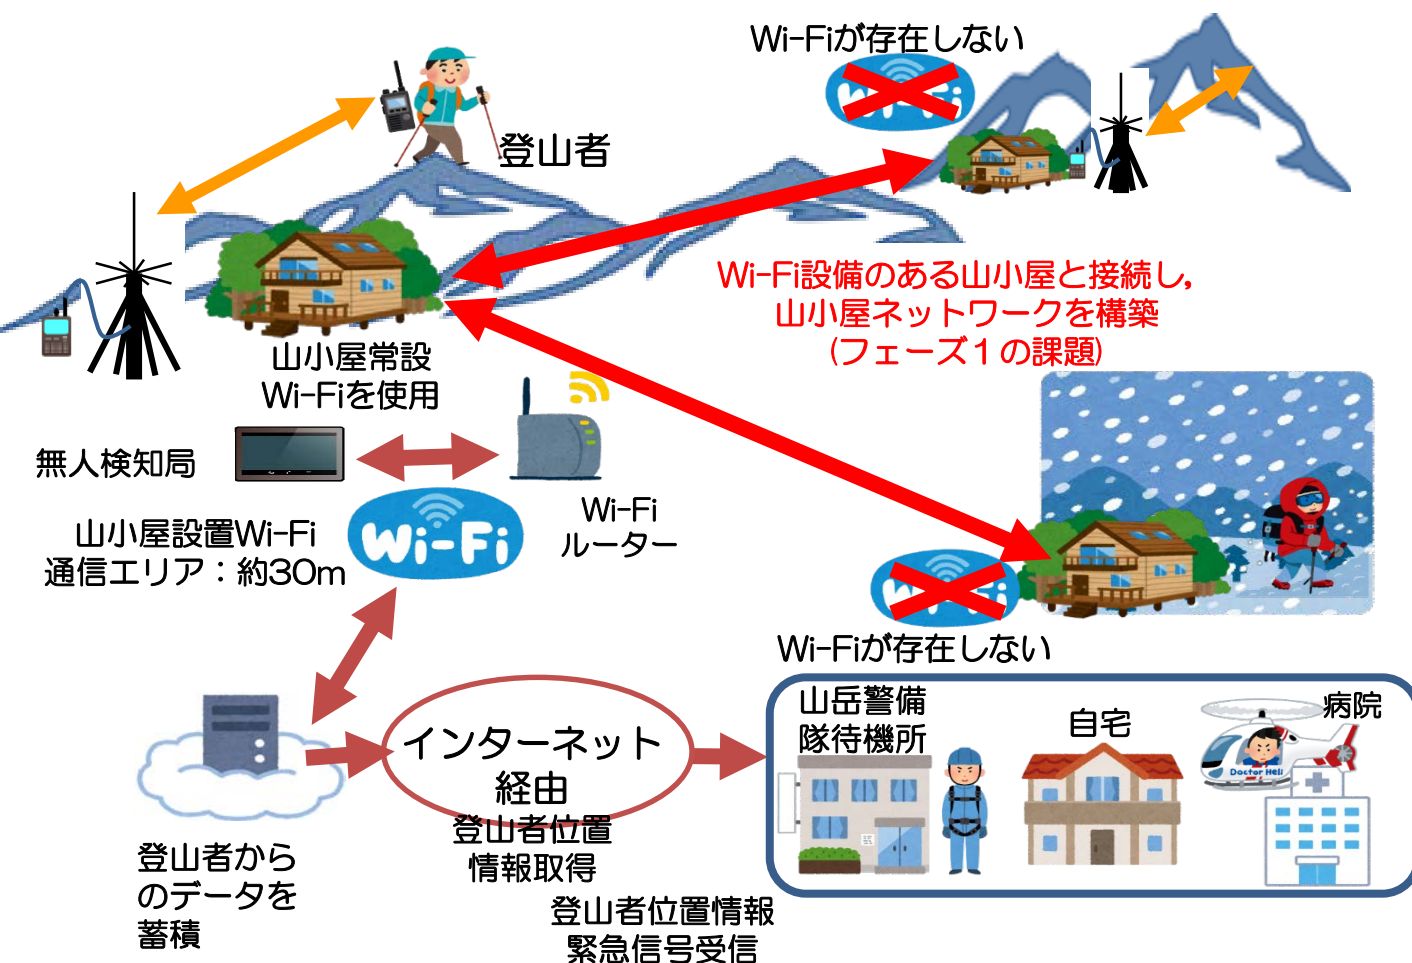 Wi-Fiが存在しない
登山者
Wi-Fi設備のある山小屋と接続し，
山小屋ネットワークを構築
(フェーズ１の課題)
山小屋常設
Wi-Fiを使用
無人検知局
Wi-Fi
ルーター
山小屋設置Wi-Fi
通信エリア：約30m
Wi-Fi
Wi-Fiが存在しない
インターネット
経由
登山者位置
情報取得
登山者からのデータを
蓄積
登山者位置情報
緊急信号受信
山岳警備
隊待機所
自宅
病院
Doctor Heli